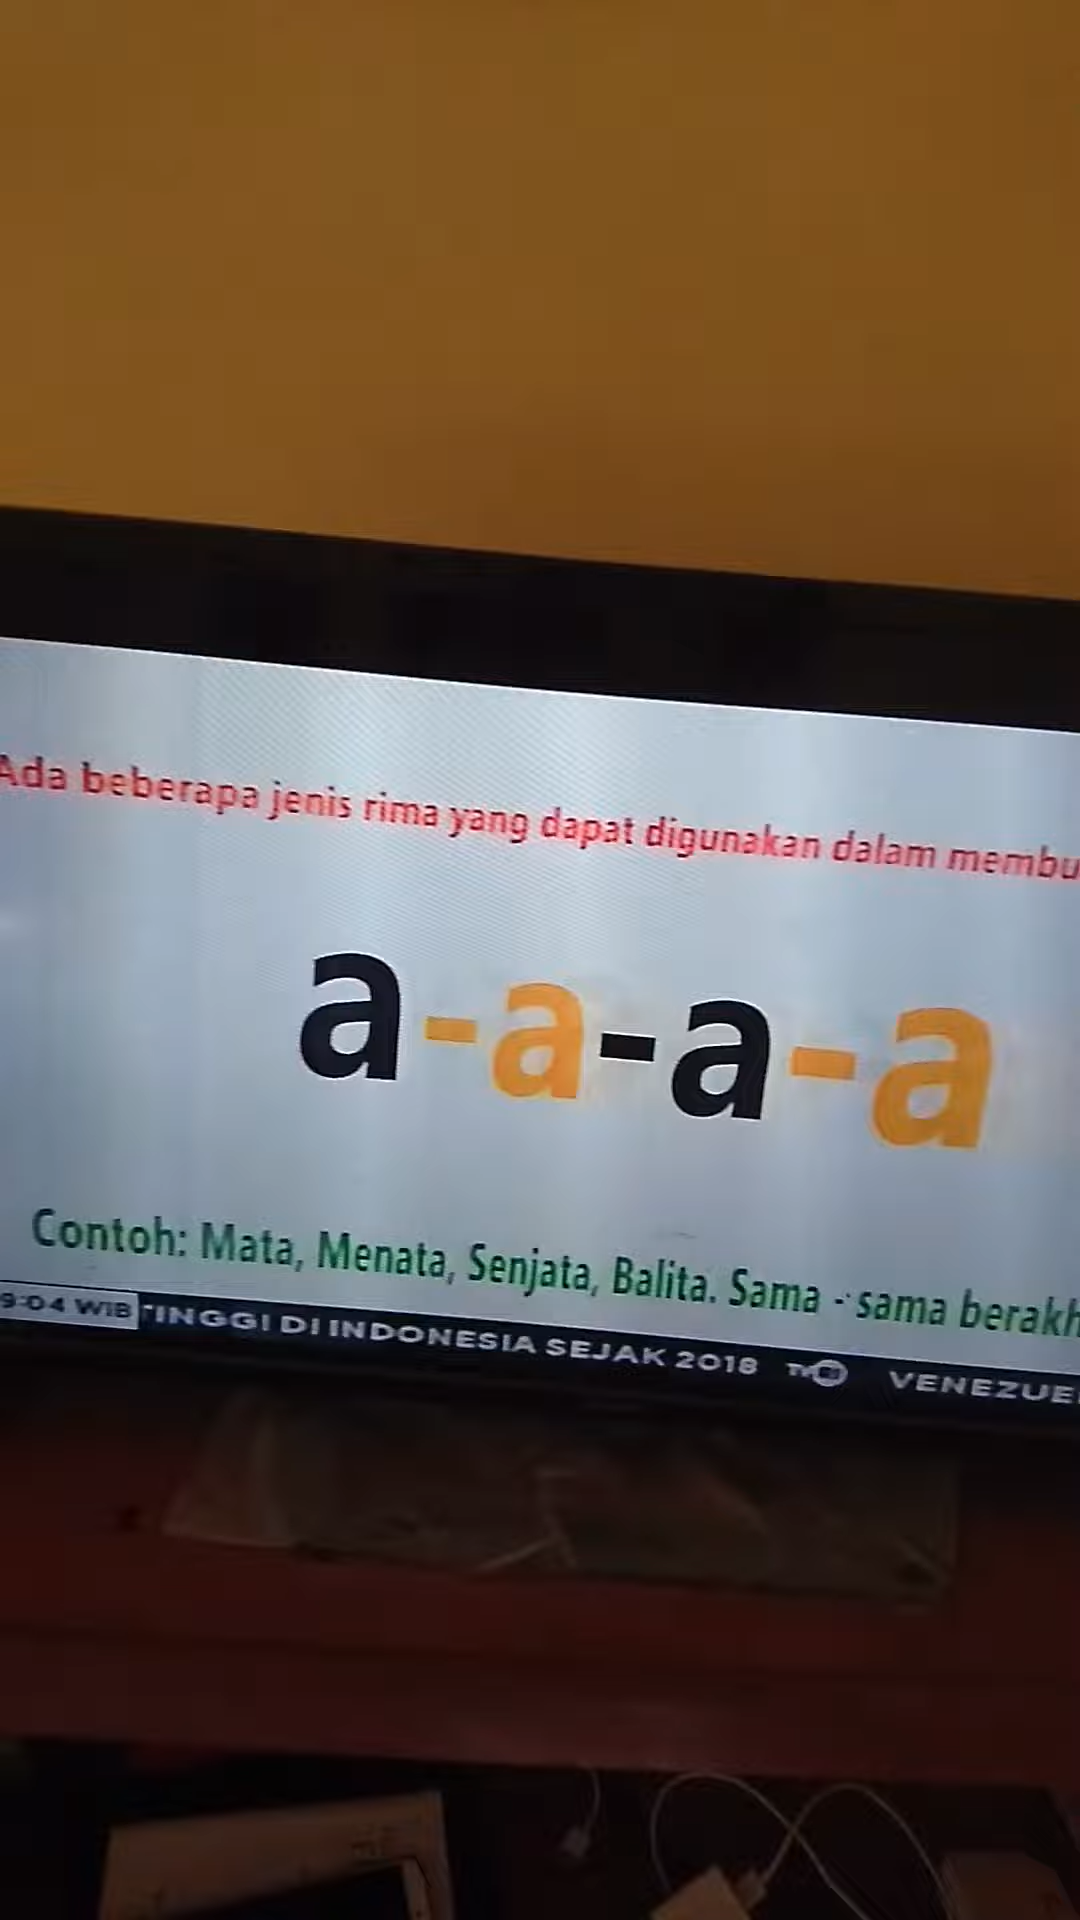 Ada beberapa jenis rima yang dapat digunakan dalam membu
a-a-a-a
Contoh: Mata, Menata, Senjata, Balita. Sama - sama berakh
9:04 WIB TINGGI DI INDONESIA SEJAK 2018 VENEZUE